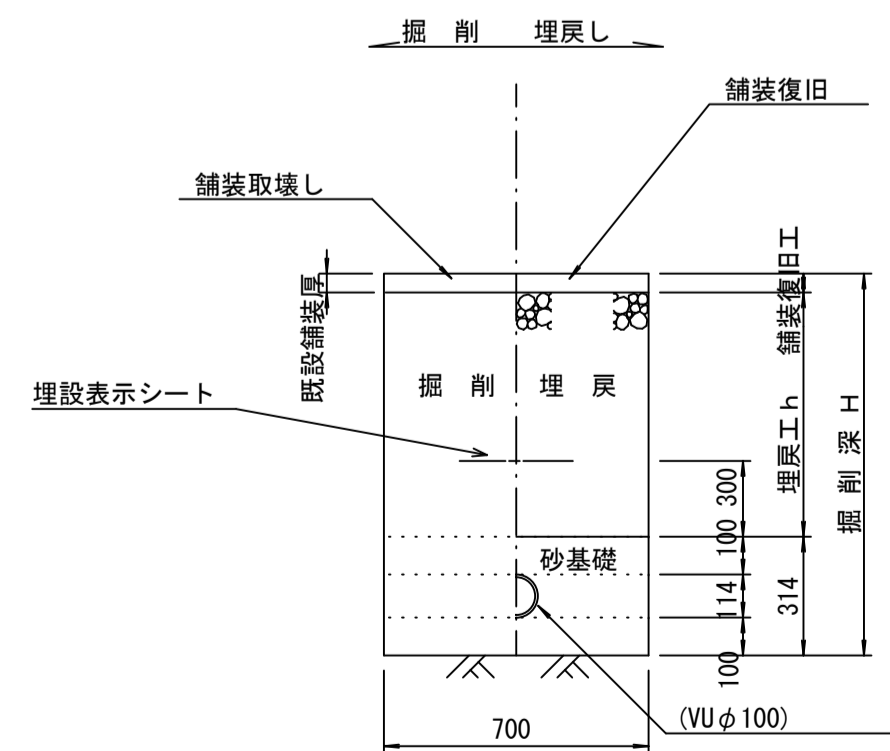 掘 削　埋戻し
舗装復旧
舗装取壊し
既設舗装厚
舗装復旧工
埋設表示シート
掘 削　埋 戻
埋戻工h
掘削深 H
300
100
砂基礎
114
314
100
700
(VUφ100)